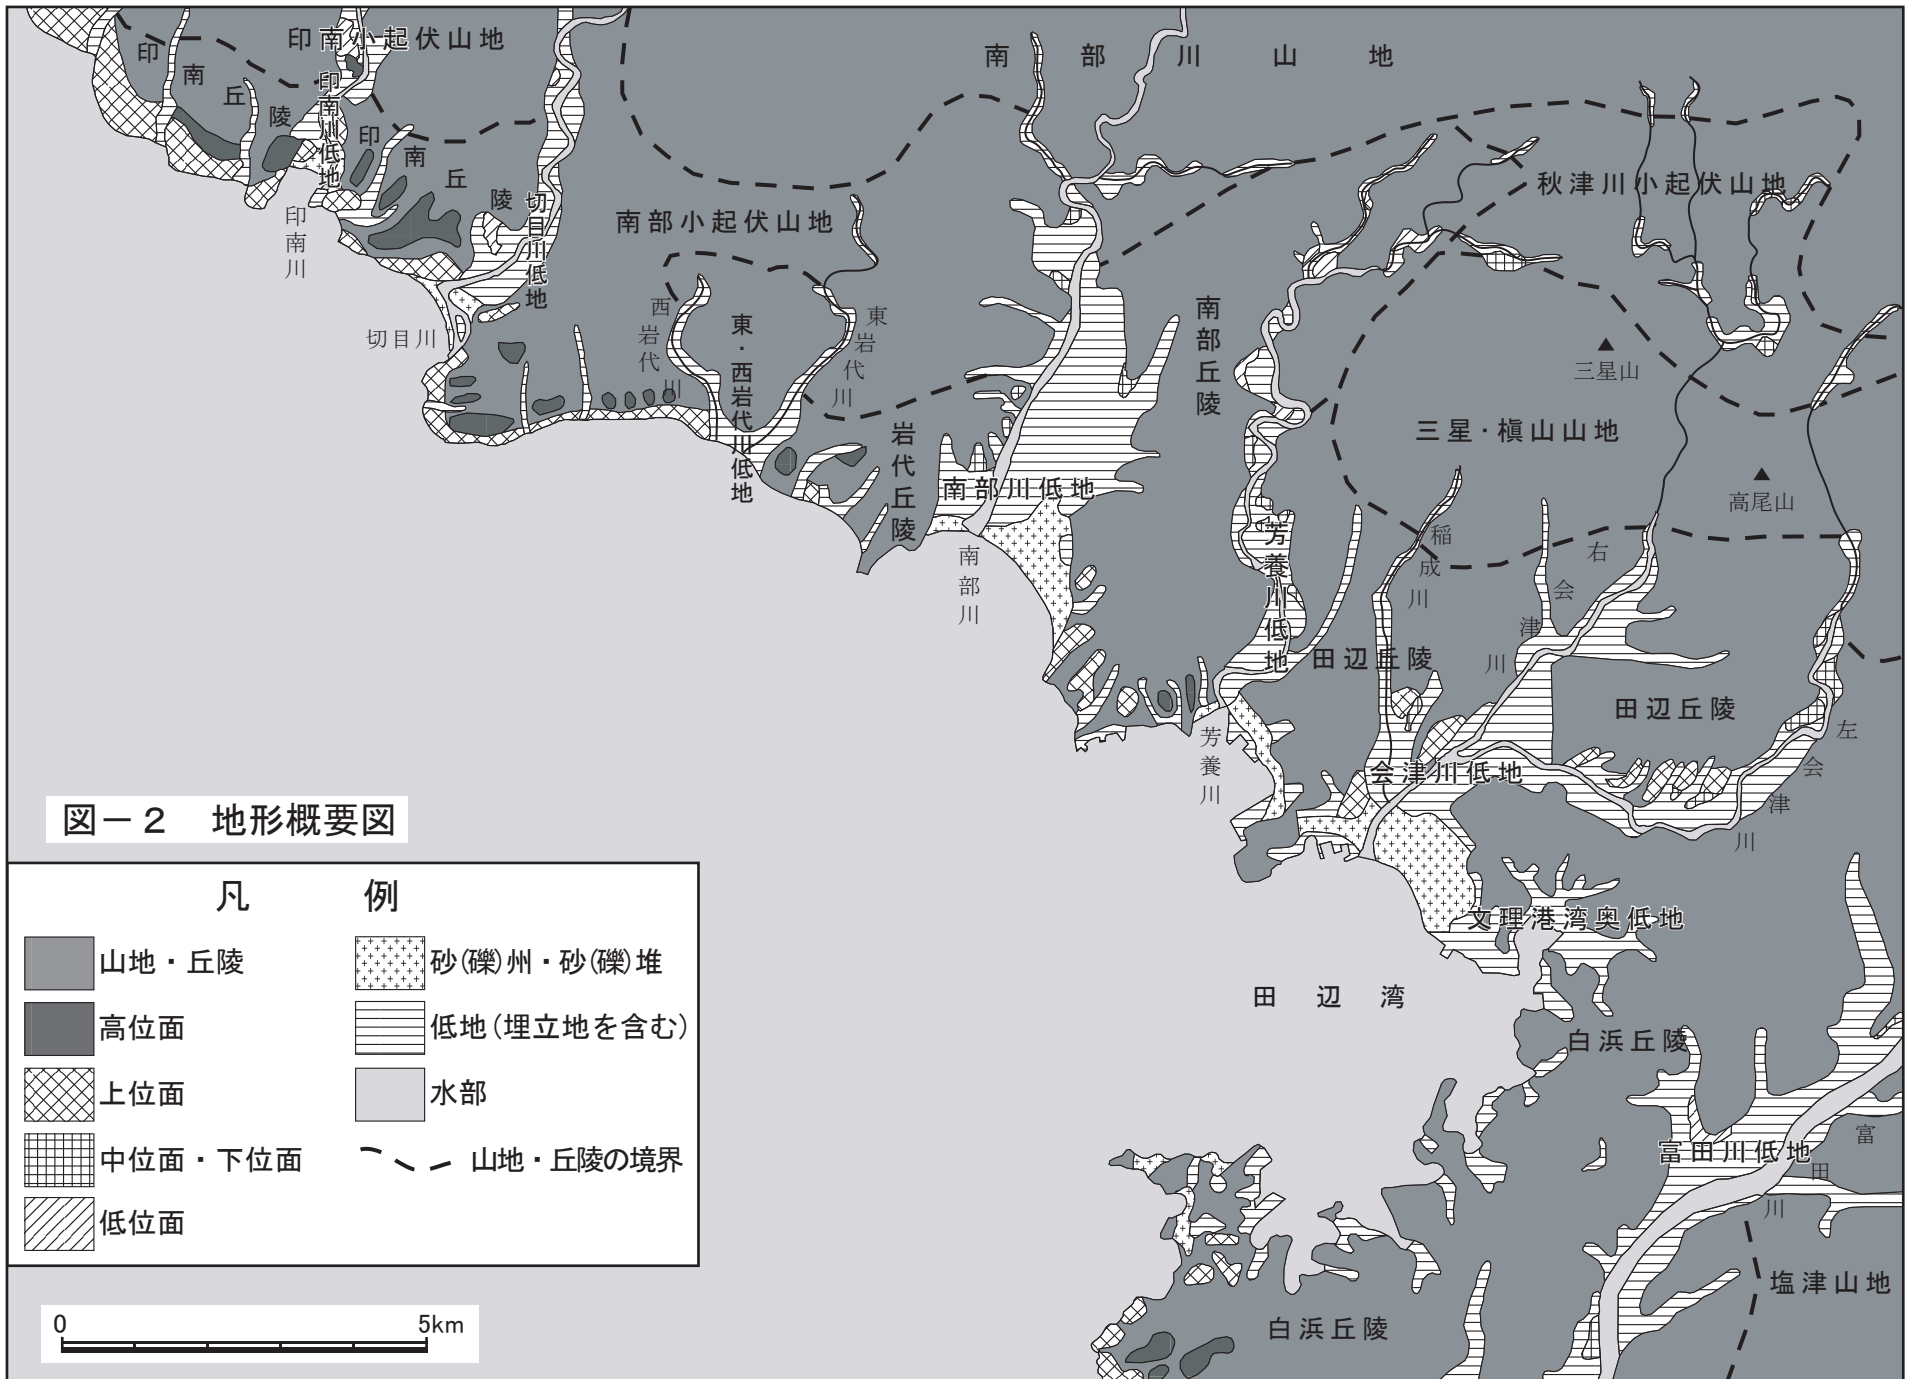 印南小起伏山地
南部川山地
印南丘陵
印南川低地
印南丘陵
切目川低地
印南川
切目川
南部小起伏山地
秋津川小起伏山地
西岩代川
東・西岩代川低地
東岩代川
南部丘陵
岩代丘陵
南部川低地
南部川
三星山
三星・槇山山地
高尾山
芳養川低地
稲成川
右会津川
田辺丘陵
田辺丘陵
左会津川
芳養川
会津川低地
文理港湾奥低地
田辺湾
白浜丘陵
富田川低地
富田川
塩津山地
白浜丘陵
図－2 地形概要図
凡例
山地・丘陵
高位面
上位面
中位面・下位面
低位面
砂(礫)州・砂(礫)堆
低地(埋立地を含む)
水部
山地・丘陵の境界
0 5km